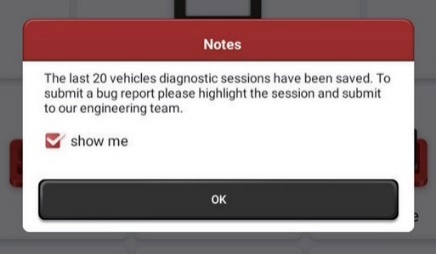 Notes
The last 20 vehicles diagnostic sessions have been saved. To
submit a bug report please highlight the session and submit
to our engineering team.
show me
OK